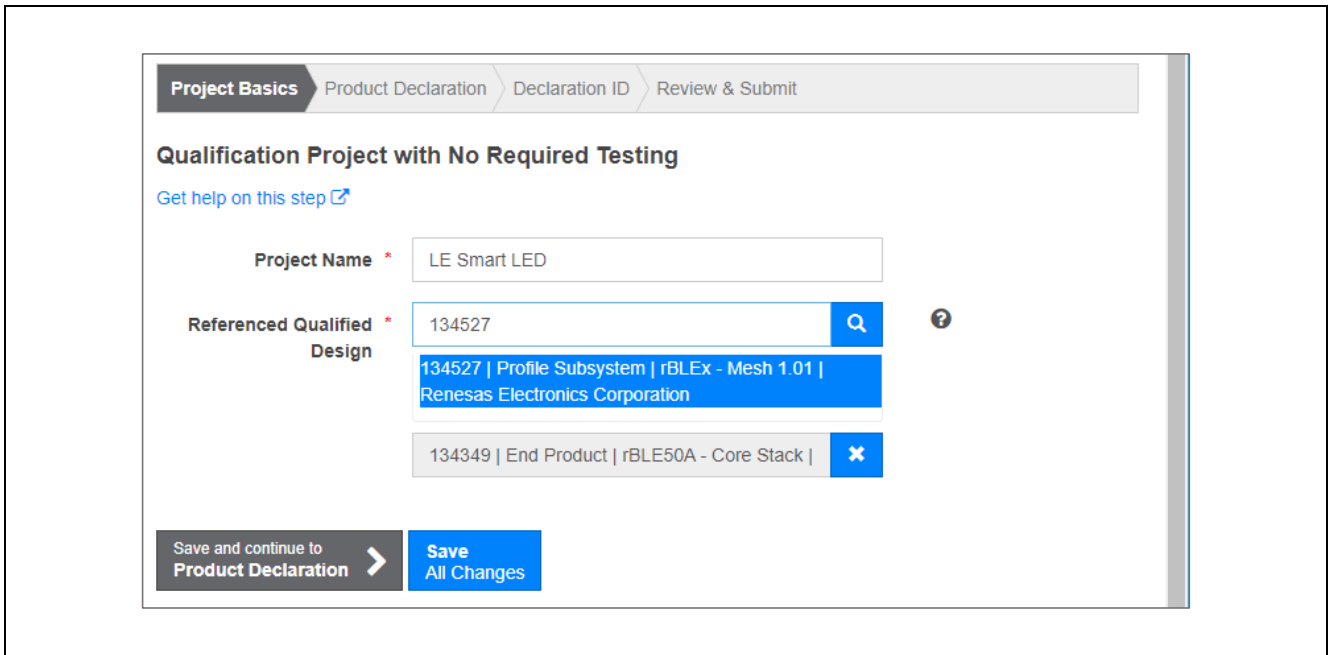 Project Basics Product Declaration Declaration ID Review & Submit
Qualification Project with No Required Testing
Get help on this step
Project Name * LE Smart LED
Referenced Qualified * 134527
Design
134527 | Profile Subsystem | rBLEx - Mesh 1.01 |
Renesas Electronics Corporation
134349 | End Product | rBLE50A - Core Stack |
Save and continue to
Product Declaration
Save
All Changes